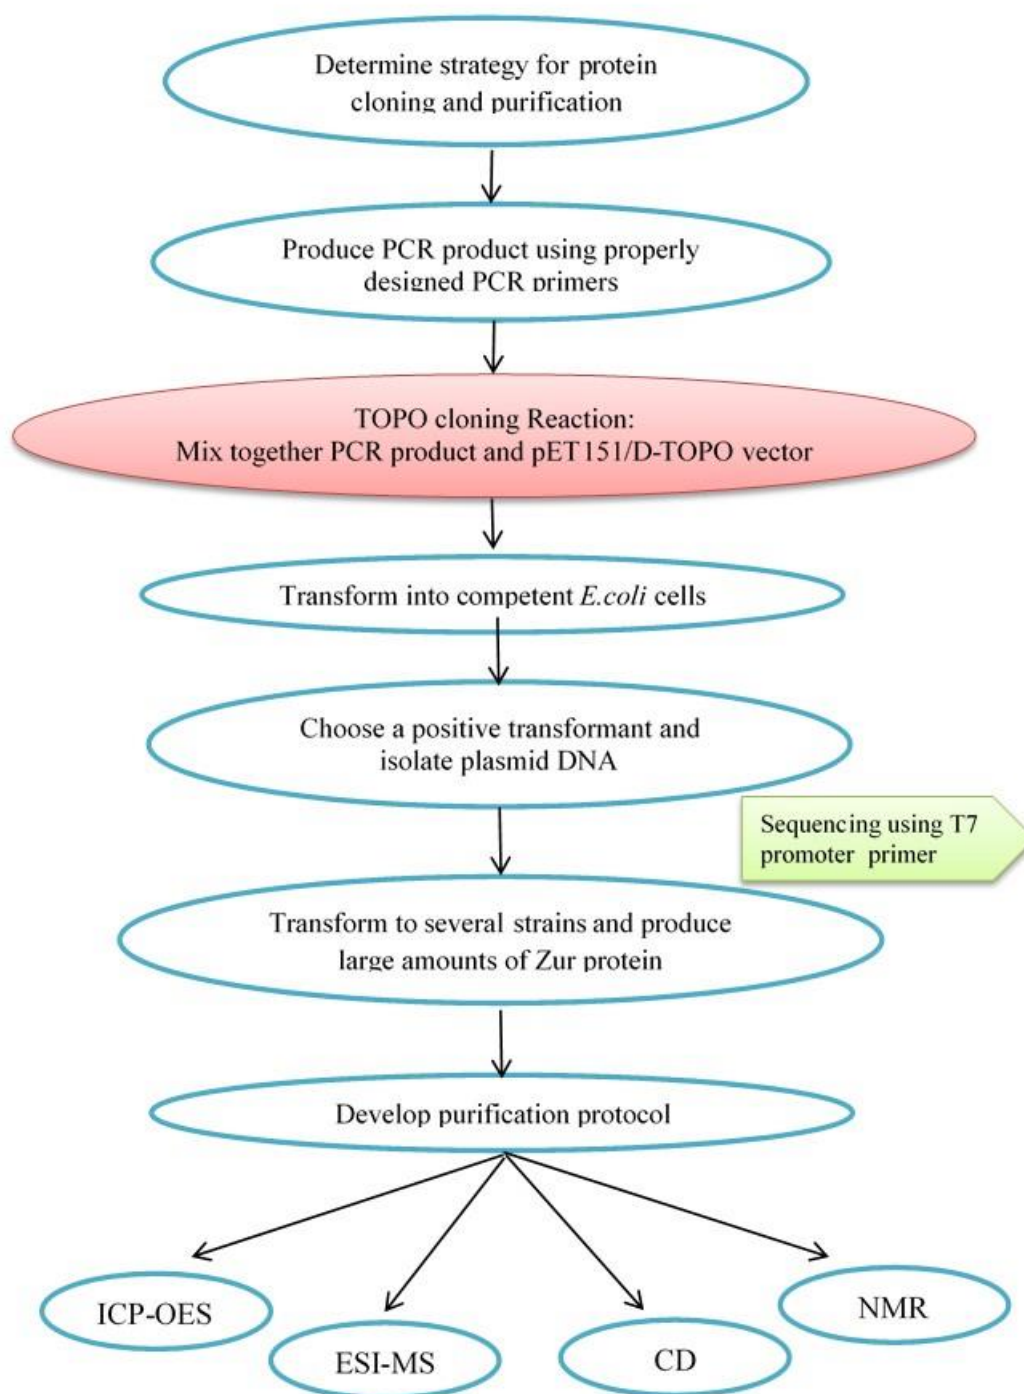 Determine strategy for protein
cloning and purification
Produce PCR product using properly
designed PCR primers
TOPO cloning Reaction:
Mix together PCR product and pET151/D-TOPO vector
Transform into competent E.coli cells
Choose a positive transformant and
isolate plasmid DNA
Sequencing using T7
promoter primer
Transform to several strains and produce
large amounts of Zur protein
Develop purification protocol
ICP-OES
ESI-MS
CD
NMR